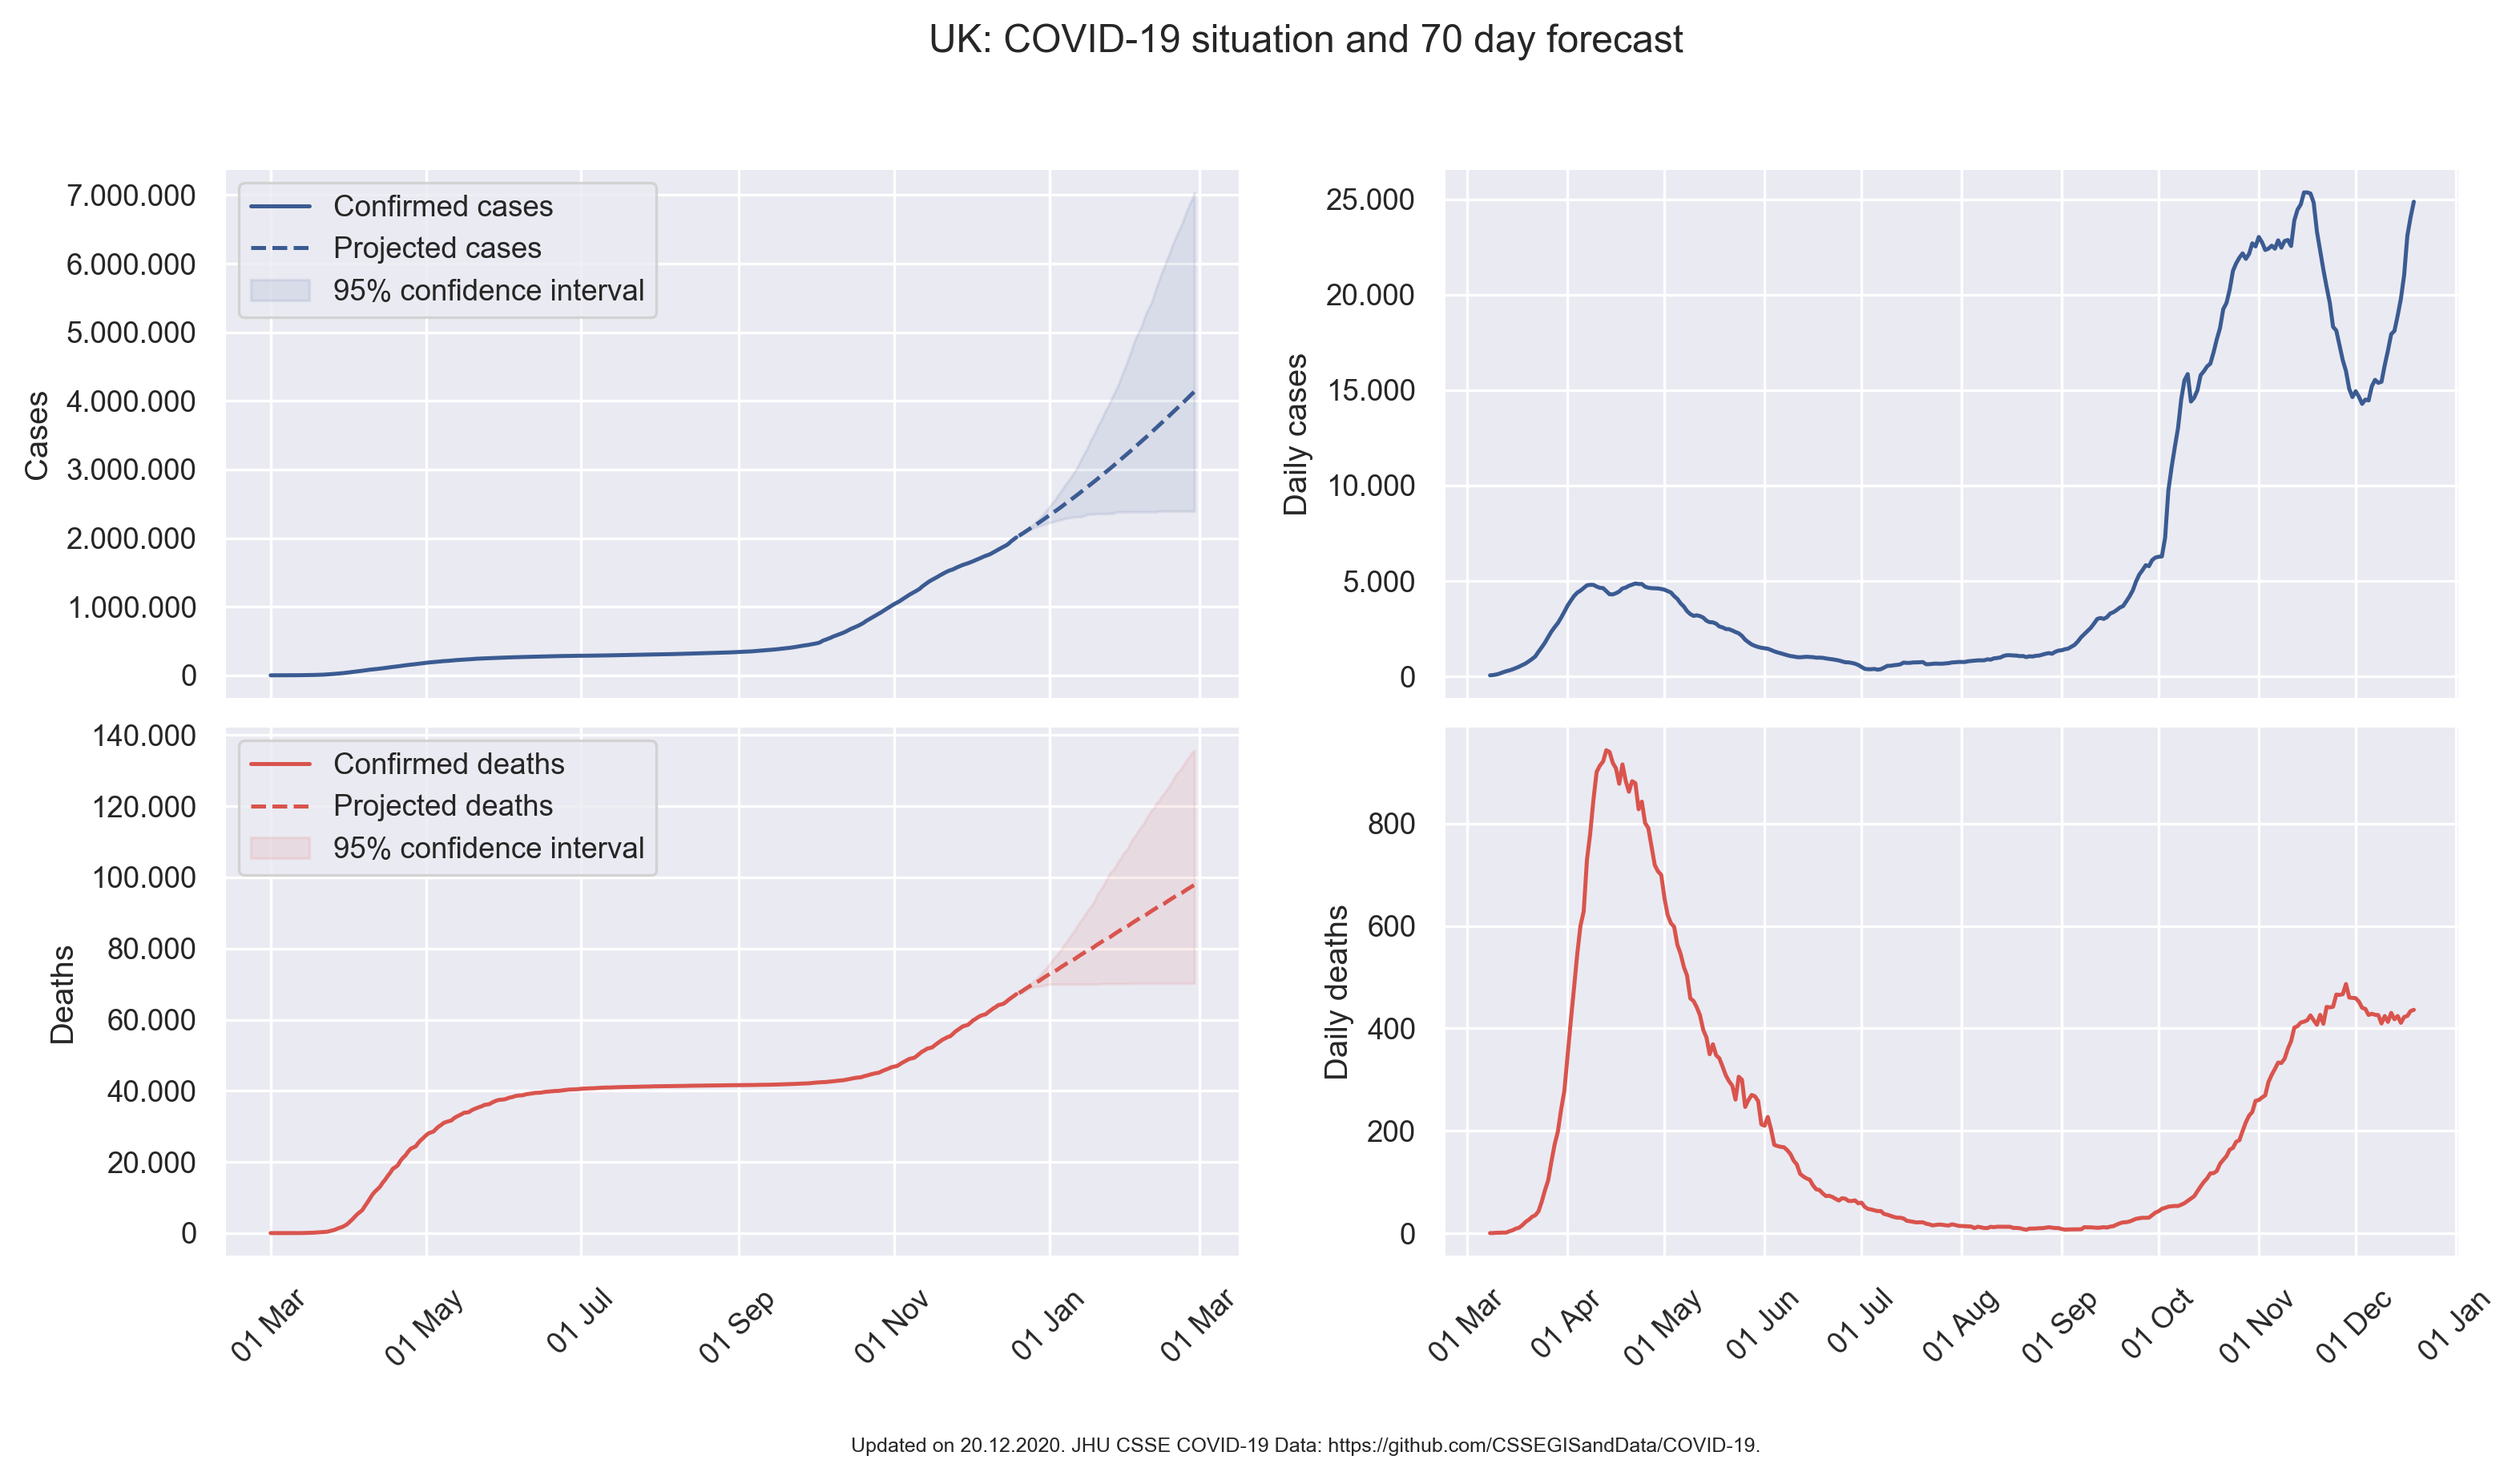 UK: COVID-19 situation and 70 day forecast
7.000.000
6.000.000
5.000.000
4.000.000
3.000.000
2.000.000
1.000.000
0
Cases
Confirmed cases
Projected cases
95% confidence interval
25.000
20.000
15.000
10.000
5.000
0
Daily cases
140.000
120.000
100.000
80.000
60.000
40.000
20.000
0
Deaths
Confirmed deaths
Projected deaths
95% confidence interval
01 Mar
01 May
01 Jul
01 Sep
01 Nov
01 Jan
01 Mar
800
600
400
200
0
Daily deaths
01 Mar
01 Apr
01 May
01 Jun
01 Jul
01 Aug
01 Sep
01 Oct
01 Nov
01 Dec
01 Jan
Updated on 20.12.2020. JHU CSSE COVID-19 Data: https://github.com/CSSEGISandData/COVID-19.